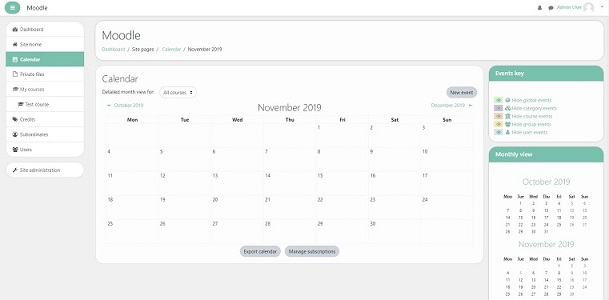 Moodle
Admin User
Dashboard
Site home
Calendar
Private files
My courses
Test course
Credits
Subordinates
Users
Site administration
Moodle
Dashboard / Site pages / Calendar / November 2019
Calendar
Detailed month view for: All courses
New event
October 2019
November 2019
December 2019
Mon Tue Wed Thu Fri Sat Sun
1 2 3
4 5 6 7 8 9 10
11 12 13 14 15 16 17
18 19 20 21 22 23 24
25 26 27 28 29 30
Export calendar
Manage subscriptions
Events key
Hide global events
Hide category events
Hide course events
Hide group events
Hide user events
Monthly view
October 2019
Mon Tue Wed Thu Fri Sat Sun
1 2 3 4 5 6
7 8 9 10 11 12 13
14 15 16 17 18 19 20
21 22 23 24 25 26 27
28 29 30 31
November 2019
Mon Tue Wed Thu Fri Sat Sun
1 2 3
4 5 6 7 8 9 10
11 12 13 14 15 16 17
18 19 20 21 22 23 24